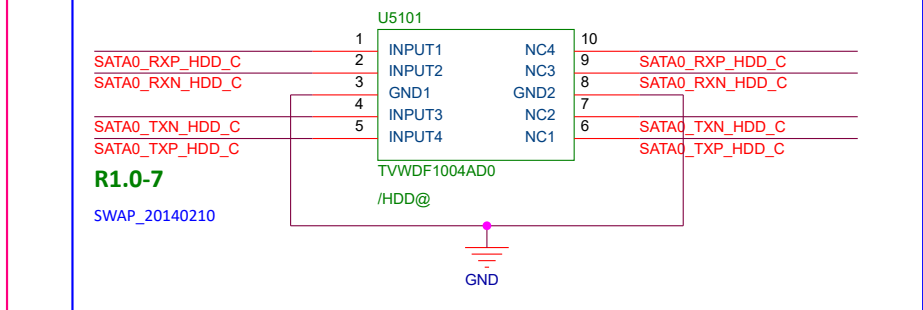 U5101
1 INPUT1 NC4 10
SATA0_RXP_HDD_C 2 INPUT2 NC3 9 SATA0_RXP_HDD_C
SATA0_RXN_HDD_C 3 GND1 GND2 8 SATA0_RXN_HDD_C
4 INPUT3 NC2 7
SATA0_TXN_HDD_C 5 INPUT4 NC1 6 SATA0_TXN_HDD_C
SATA0_TXP_HDD_C SATA0_TXP_HDD_C
TVWDF1004AD0
R1.0-7
/HDD@
SWAP_20140210
GND